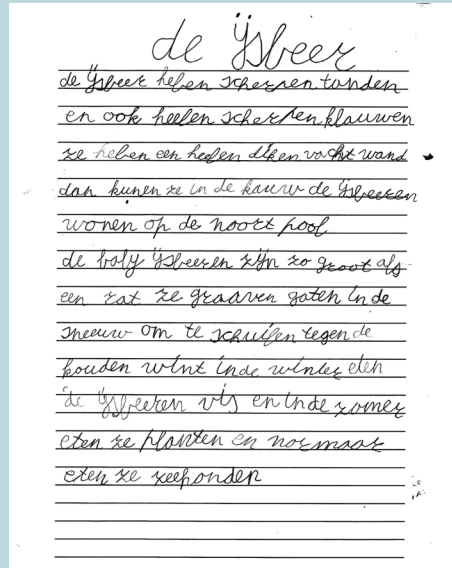 de ijsbeer
de ijsbeer heben scherpen tanden
en ook heelen scherpen klauwen
ze heben een heelen diken vacht want
dan kunen ze in de kauw de ijsbeeren
wonen op de noort pool
de baby ijsbeeren zijn zo groot als
een rat ze graaven gaten in de
sneeuw om te schuilen tegen de
kouden wint in de winter eten
de ijsbeeren vis en in de zomer
eten ze planten en normaar
eten ze zeehonden